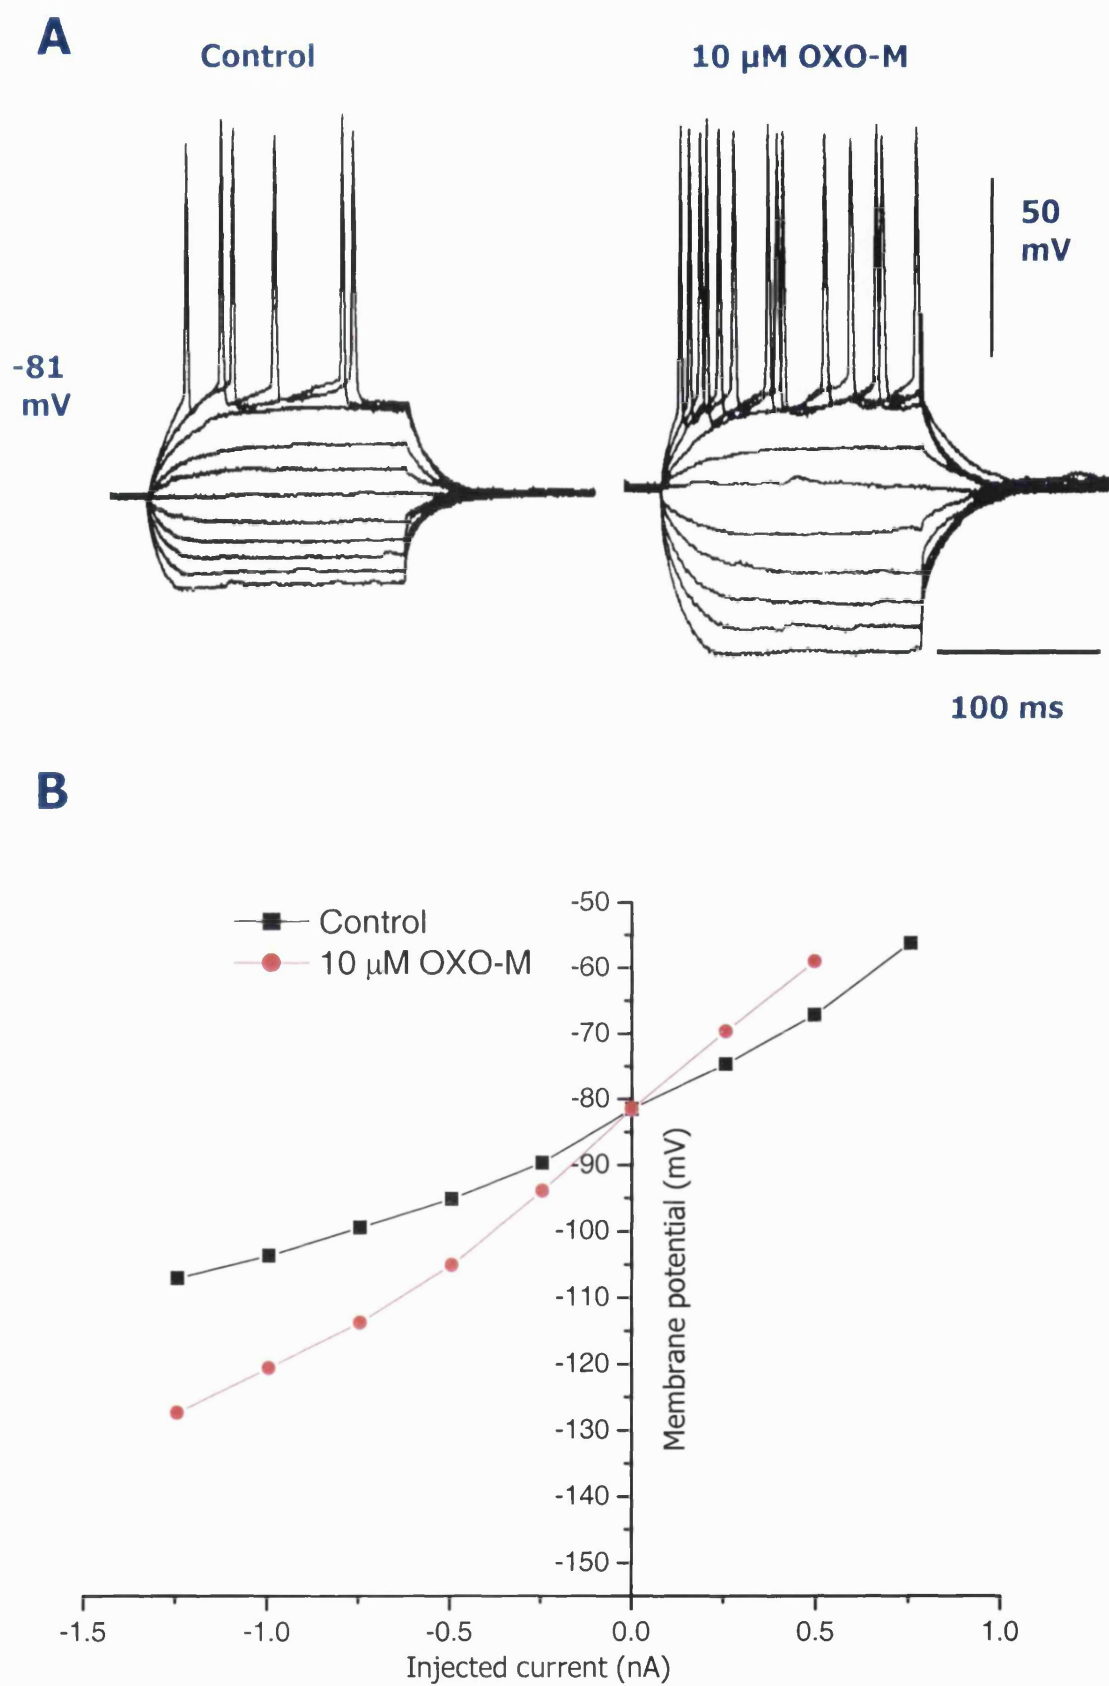 A
Control
10 µM OXO-M
50
mV
-81
mV
100 ms
B
Control
10 µM OXO-M
-50
-60
-70
-80
-90
-100
-110
-120
-130
-140
-150
Membrane potential (mV)
-1.5
-1.0
-0.5
0.0
0.5
1.0
Injected current (nA)